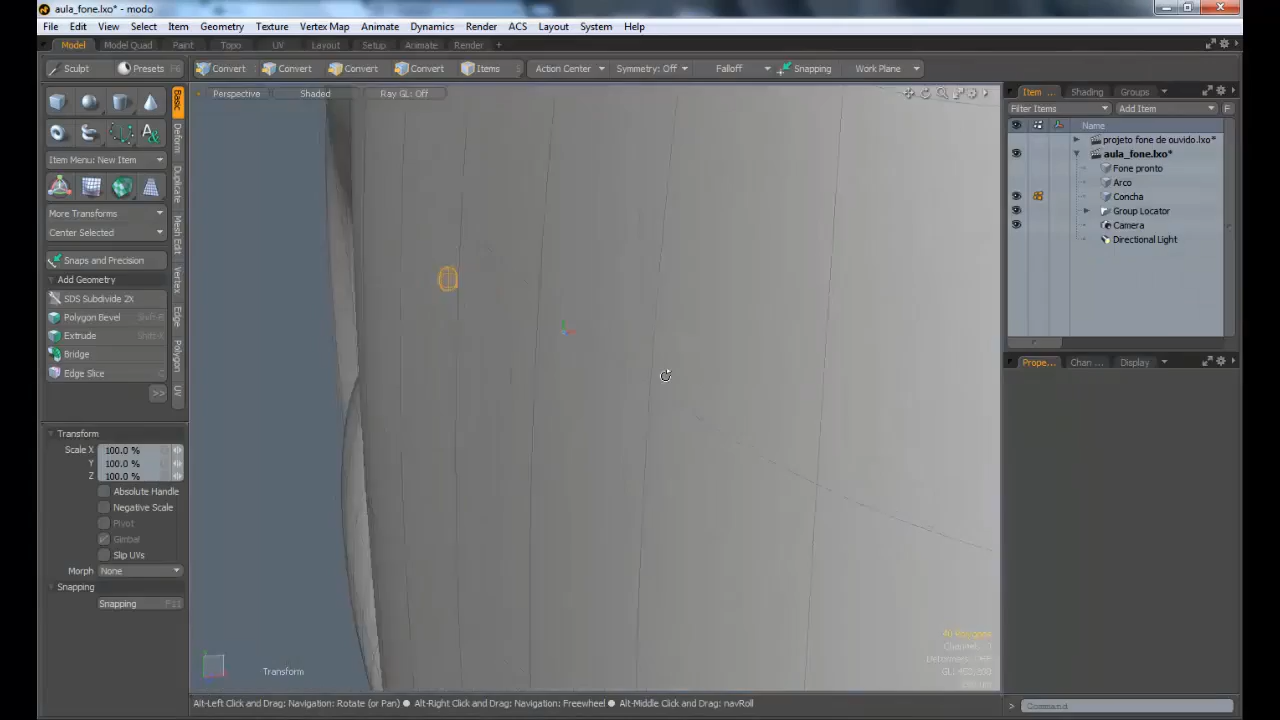 aula_fone.lxo* - modo
File Edit View Select Item Geometry Texture Vertex Map Animate Dynamics Render ACS Layout System Help
Model Model Quad Paint Topo UV Layout Setup Animate Render +
Sculpt Presets F6 Convert Convert Convert Convert Items Action Center Symmetry: Off Falloff Snapping Work Plane
Perspective Shaded Ray GL: Off
Item ... Shading Groups
Filter Items Add Item F
Name
projeto fone de ouvido.lxo*
aula_fone.lxo*
Fone pronto
Arco
Concha
Group Locator
Camera
Directional Light
Basic
Deform
Duplicate
Mesh Edit
Vertex
Edge
Polygon
UV
Item Menu: New Item
More Transforms
Center Selected
Snaps and Precision
Add Geometry
SDS Subdivide 2X
Polygon Bevel Shift-B
Extrude Shift-X
Bridge
Edge Slice C
>>
Transform
Scale X 100.0 %
Y 100.0 %
Z 100.0 %
Absolute Handle
Negative Scale
Pivot
Gimbal
Slip UVs
Morph None
Snapping
Snapping F11
Prope... Chan ... Display
Transform
Alt-Left Click and Drag: Navigation: Rotate (or Pan) ● Alt-Right Click and Drag: Navigation: Freewheel ● Alt-Middle Click and Drag: navRoll
> Command